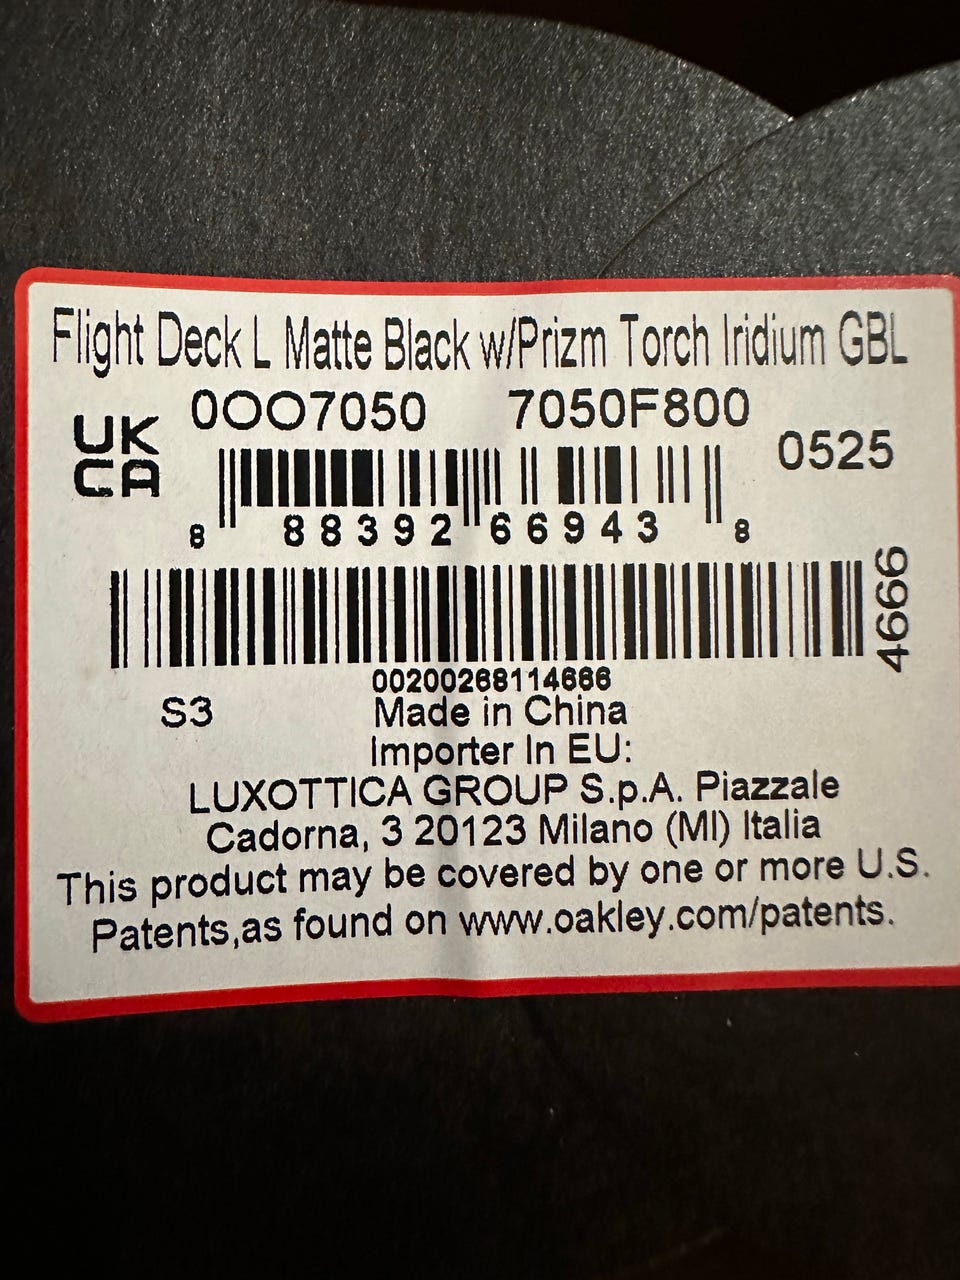 Flight Deck L Matte Black w/Prizm Torch Iridium GBL
0OO7050 7050F800
UK
CA
0525
8 88392 66943 8
4666
00200268114666
S3
Made in China
Importer In EU:
LUXOTTICA GROUP S.p.A. Piazzale
Cadorna, 3 20123 Milano (MI) Italia
This product may be covered by one or more U.S.
Patents,as found on www.oakley.com/patents.